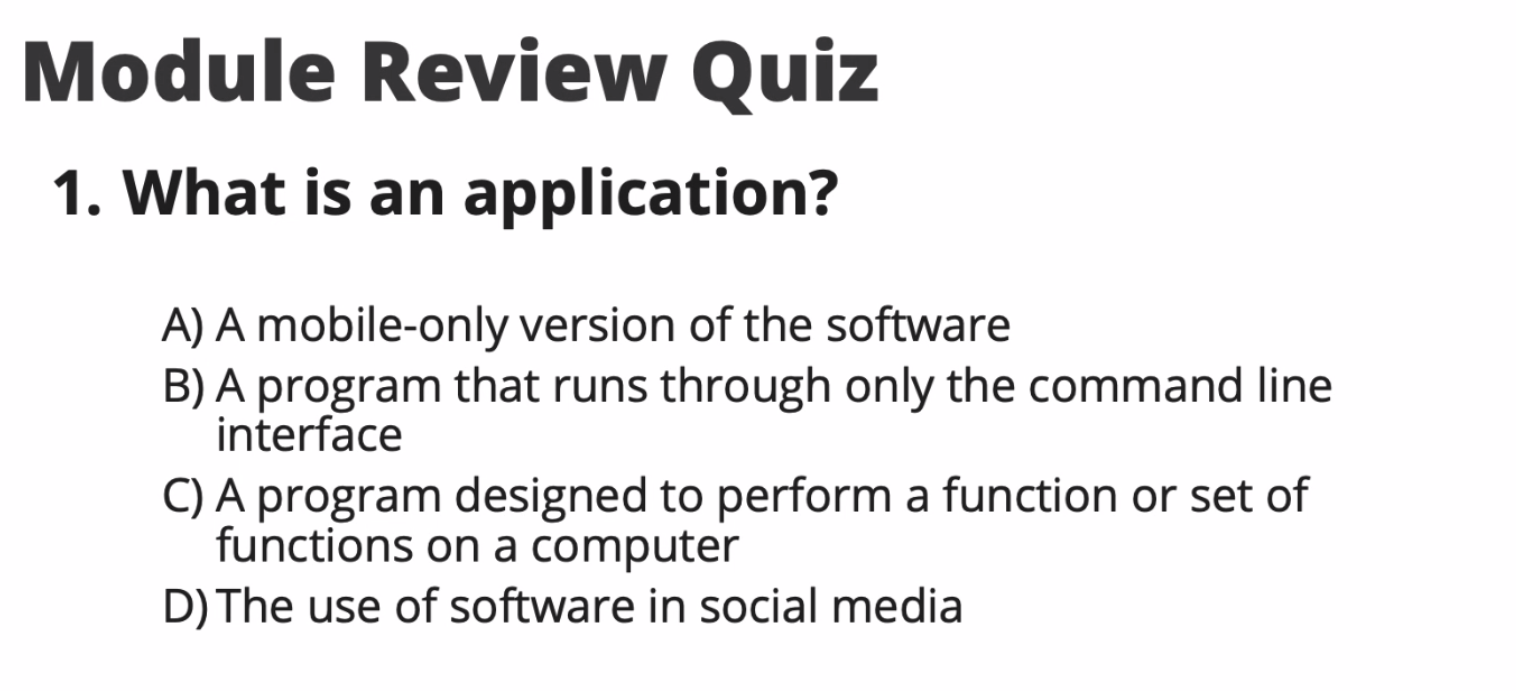 Module Review Quiz
1. What is an application?
A) A mobile-only version of the software
B) A program that runs through only the command line
interface
C) A program designed to perform a function or set of
functions on a computer
D) The use of software in social media